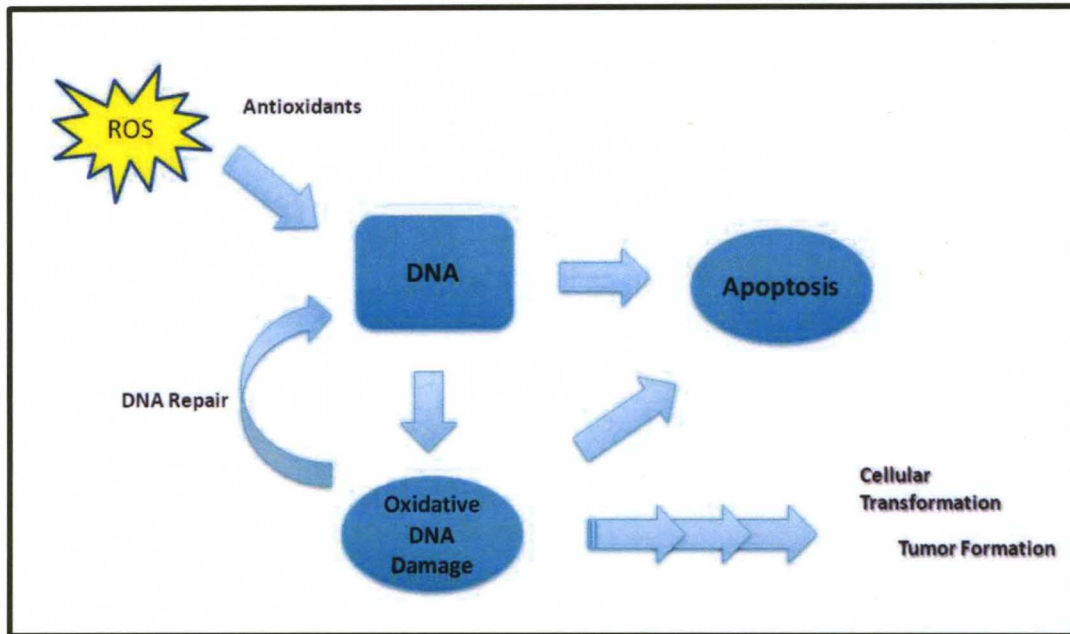 ROS
Antioxidants
DNA
Apoptosis
DNA Repair
Oxidative
DNA
Damage
Cellular
Transformation
Tumor Formation